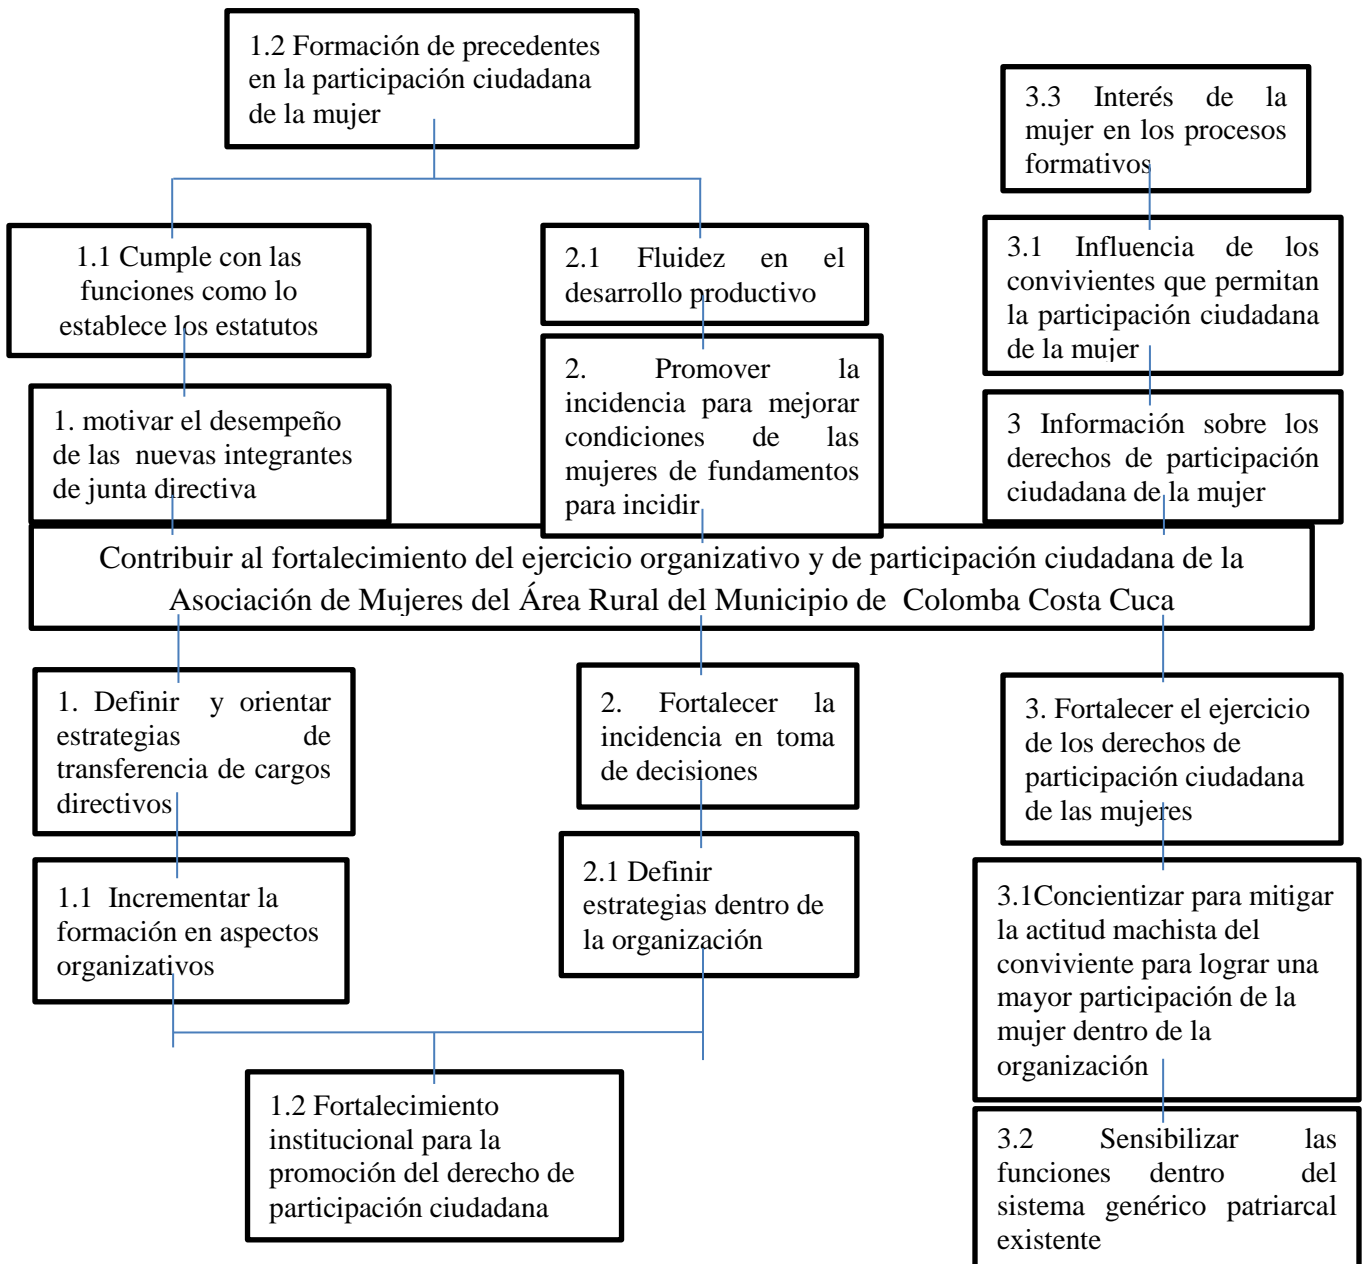 1.2 Formación de precedentes
en la participación ciudadana
de la mujer
3.3 Interés de la
mujer en los procesos
formativos
1.1 Cumple con las
funciones como lo
establece los estatutos
2.1 Fluidez en el
desarrollo productivo
3.1 Influencia de los
convivientes que permitan
la participación ciudadana
de la mujer
1. motivar el desempeño
de las nuevas integrantes
de junta directiva
2. Promover la
incidencia para mejorar
condiciones de las
mujeres de fundamentos
para incidir
3 Información sobre los
derechos de participación
ciudadana de la mujer
Contribuir al fortalecimiento del ejercicio organizativo y de participación ciudadana de la
Asociación de Mujeres del Área Rural del Municipio de Colomba Costa Cuca
1. Definir y orientar
estrategias de
transferencia de cargos
directivos
2. Fortalecer la
incidencia en toma
de decisiones
3. Fortalecer el ejercicio
de los derechos de
participación ciudadana
de las mujeres
1.1 Incrementar la
formación en aspectos
organizativos
2.1 Definir
estrategias dentro de
la organización
3.1Concientizar para mitigar
la actitud machista del
conviviente para lograr una
mayor participación de la
mujer dentro de la
organización
1.2 Fortalecimiento
institucional para la
promoción del derecho de
participación ciudadana
3.2 Sensibilizar las
funciones dentro del
sistema genérico patriarcal
existente